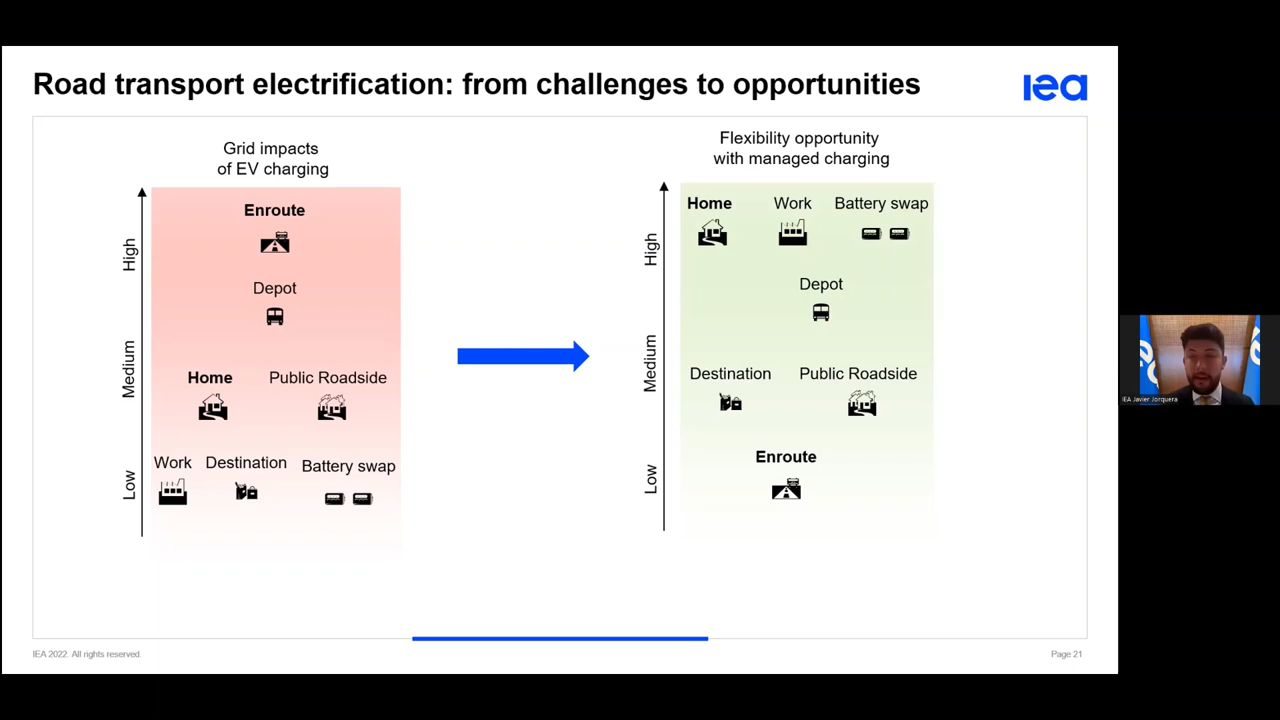 Road transport electrification: from challenges to opportunities
iea
Grid impacts
of EV charging
High
Medium
Low
Enroute
Depot
Home Public Roadside
Work Destination Battery swap
Flexibility opportunity
with managed charging
High
Medium
Low
Home Work Battery swap
Depot
Destination Public Roadside
Enroute
IEA 2022. All rights reserved.
Page 21
IEA Javier Jorquera